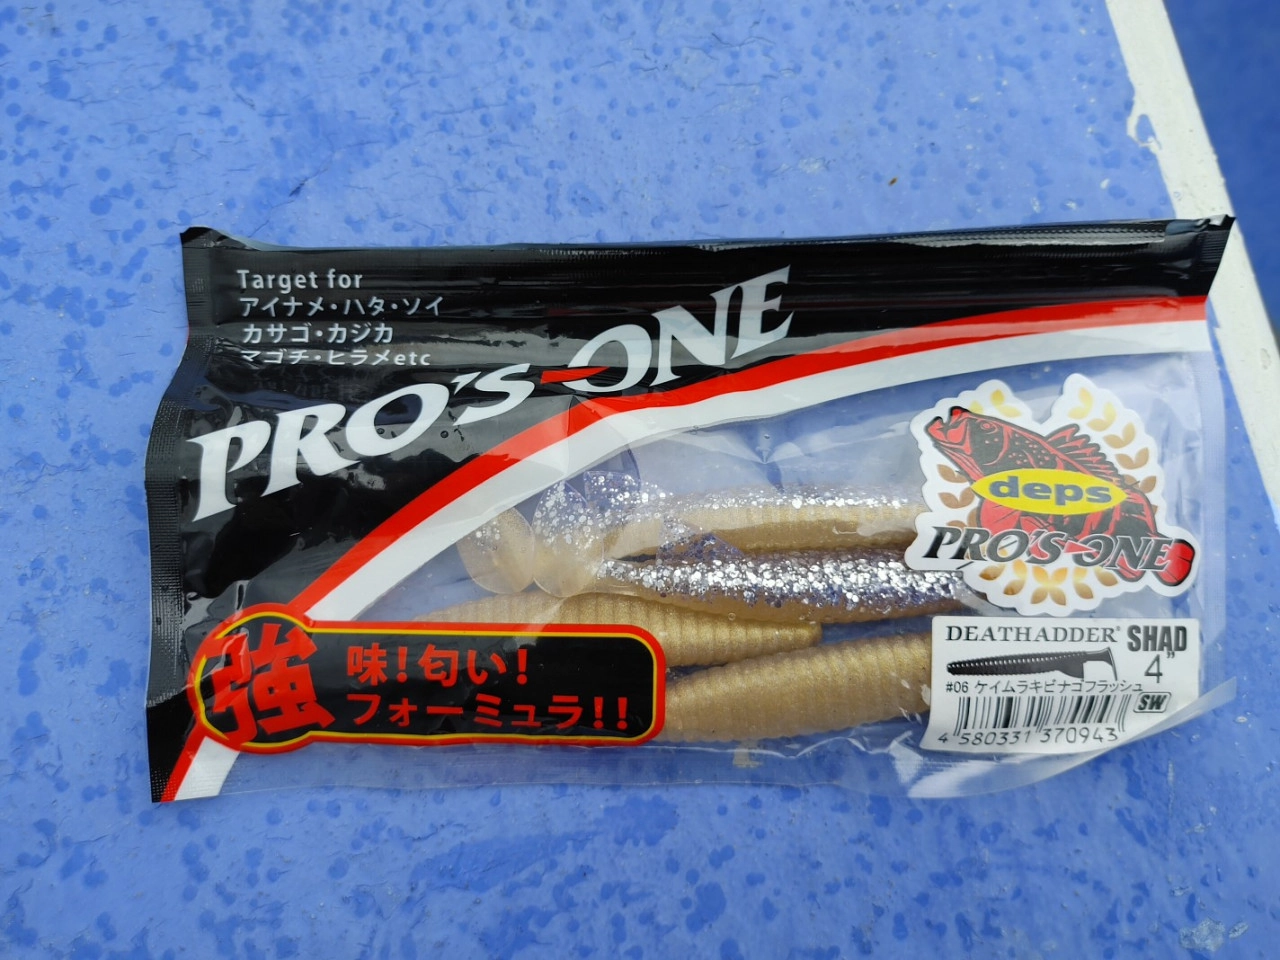 Target for
アイナメ・ハタ・ソイ
カサゴ・カジカ
マゴチ・ヒラメetc
PRO'S-ONE
強
味!匂い!
フォーミュラ!!
deps
PRO'S-ONE
DEATHADDER® SHAD
4"
#06 ケイムラキビナゴフラッシュ
SW
4 580331 370943